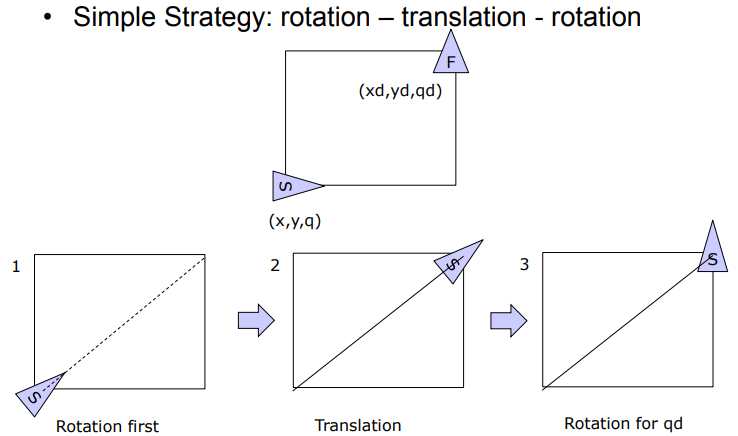 • Simple Strategy: rotation – translation - rotation
F
(xd,yd,qd)
S
(x,y,q)
1
2
3
S
S
S
Rotation first
Translation
Rotation for qd